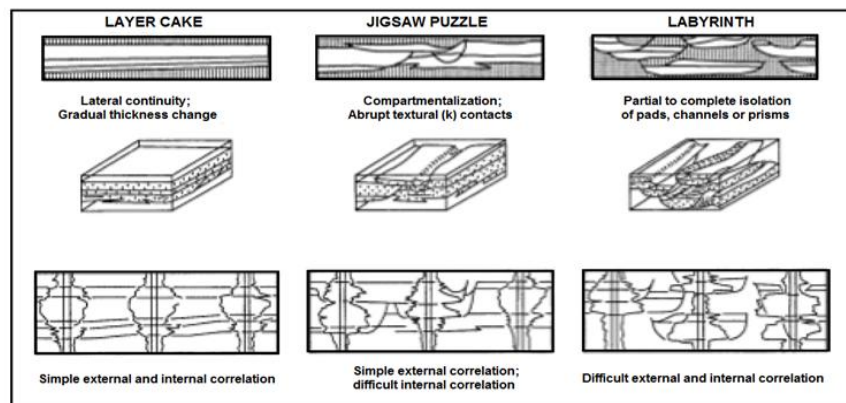 LAYER CAKE
JIGSAW PUZZLE
LABYRINTH
Lateral continuity;
Gradual thickness change
Compartmentalization;
Abrupt textural (k) contacts
Partial to complete isolation
of pads, channels or prisms
Simple external and internal correlation
Simple external correlation;
difficult internal correlation
Difficult external and internal correlation